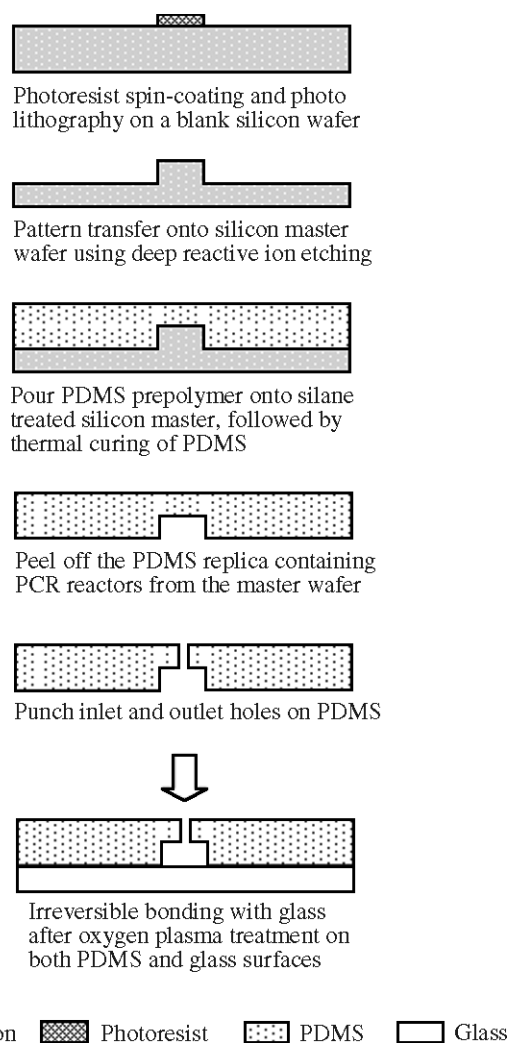 Photoresist spin-coating and photo
lithography on a blank silicon wafer
Pattern transfer onto silicon master
wafer using deep reactive ion etching
Pour PDMS prepolymer onto silane
treated silicon master, followed by
thermal curing of PDMS
Peel off the PDMS replica containing
PCR reactors from the master wafer
Punch inlet and outlet holes on PDMS
Irreversible bonding with glass
after oxygen plasma treatment on
both PDMS and glass surfaces
on Photoresist PDMS Glass